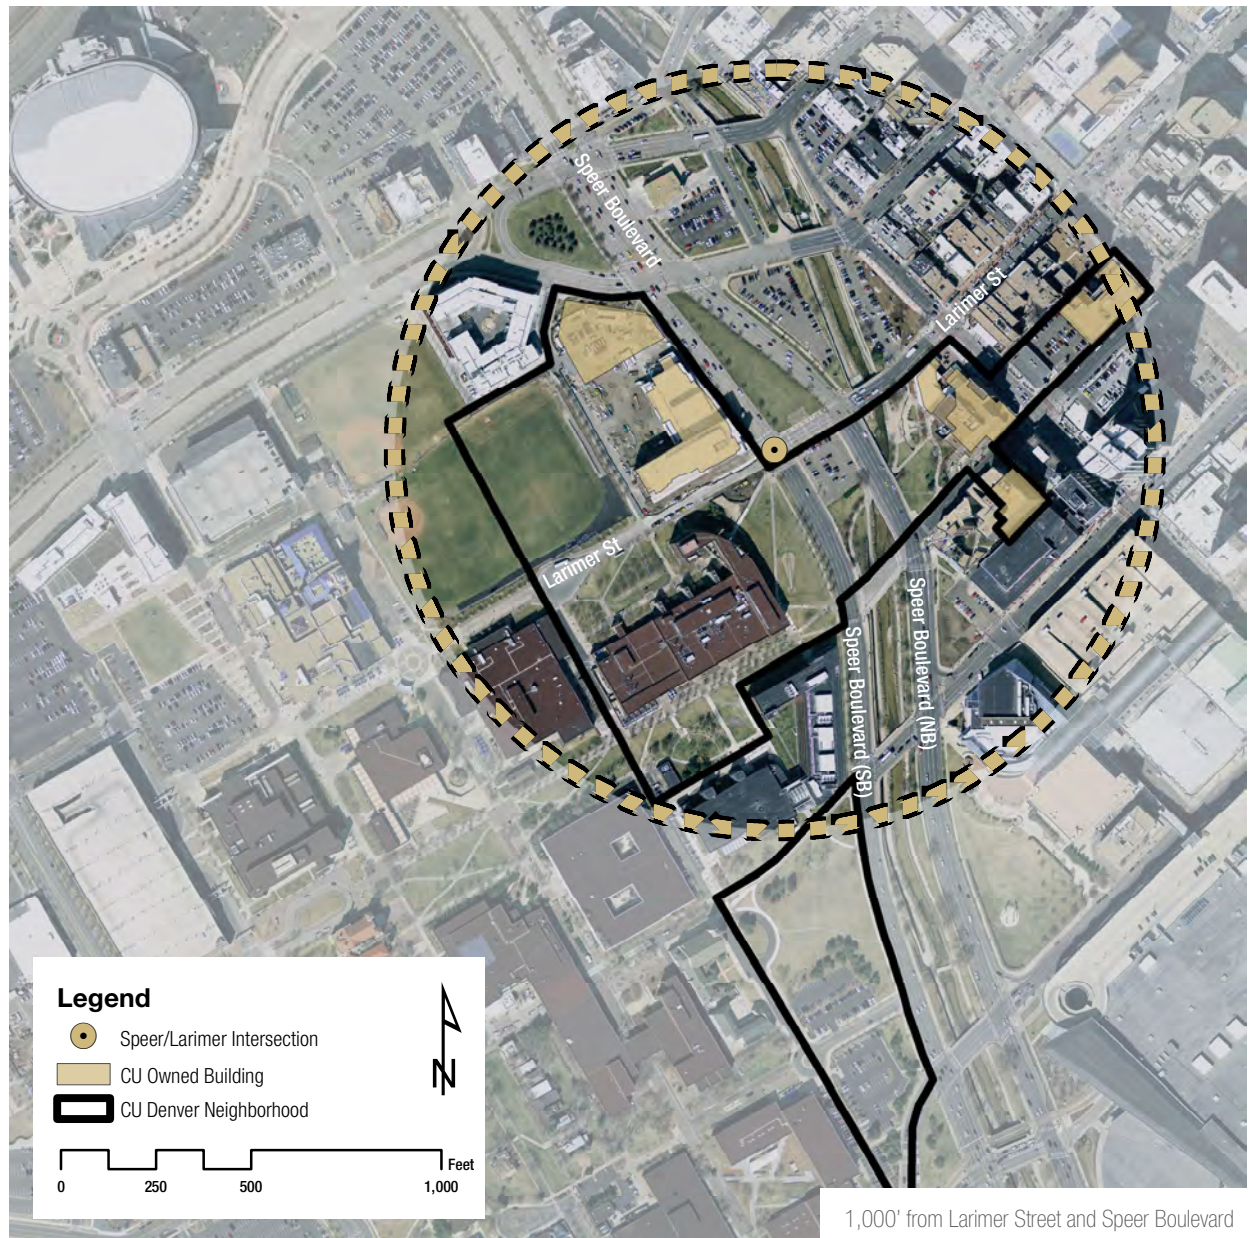 Speer Boulevard
Larimer St
Larimer St
Speer Boulevard (NB)
Speer Boulevard (SB)
Legend
Speer/Larimer Intersection
CU Owned Building
CU Denver Neighborhood
N
Feet
0 250 500 1,000
1,000' from Larimer Street and Speer Boulevard